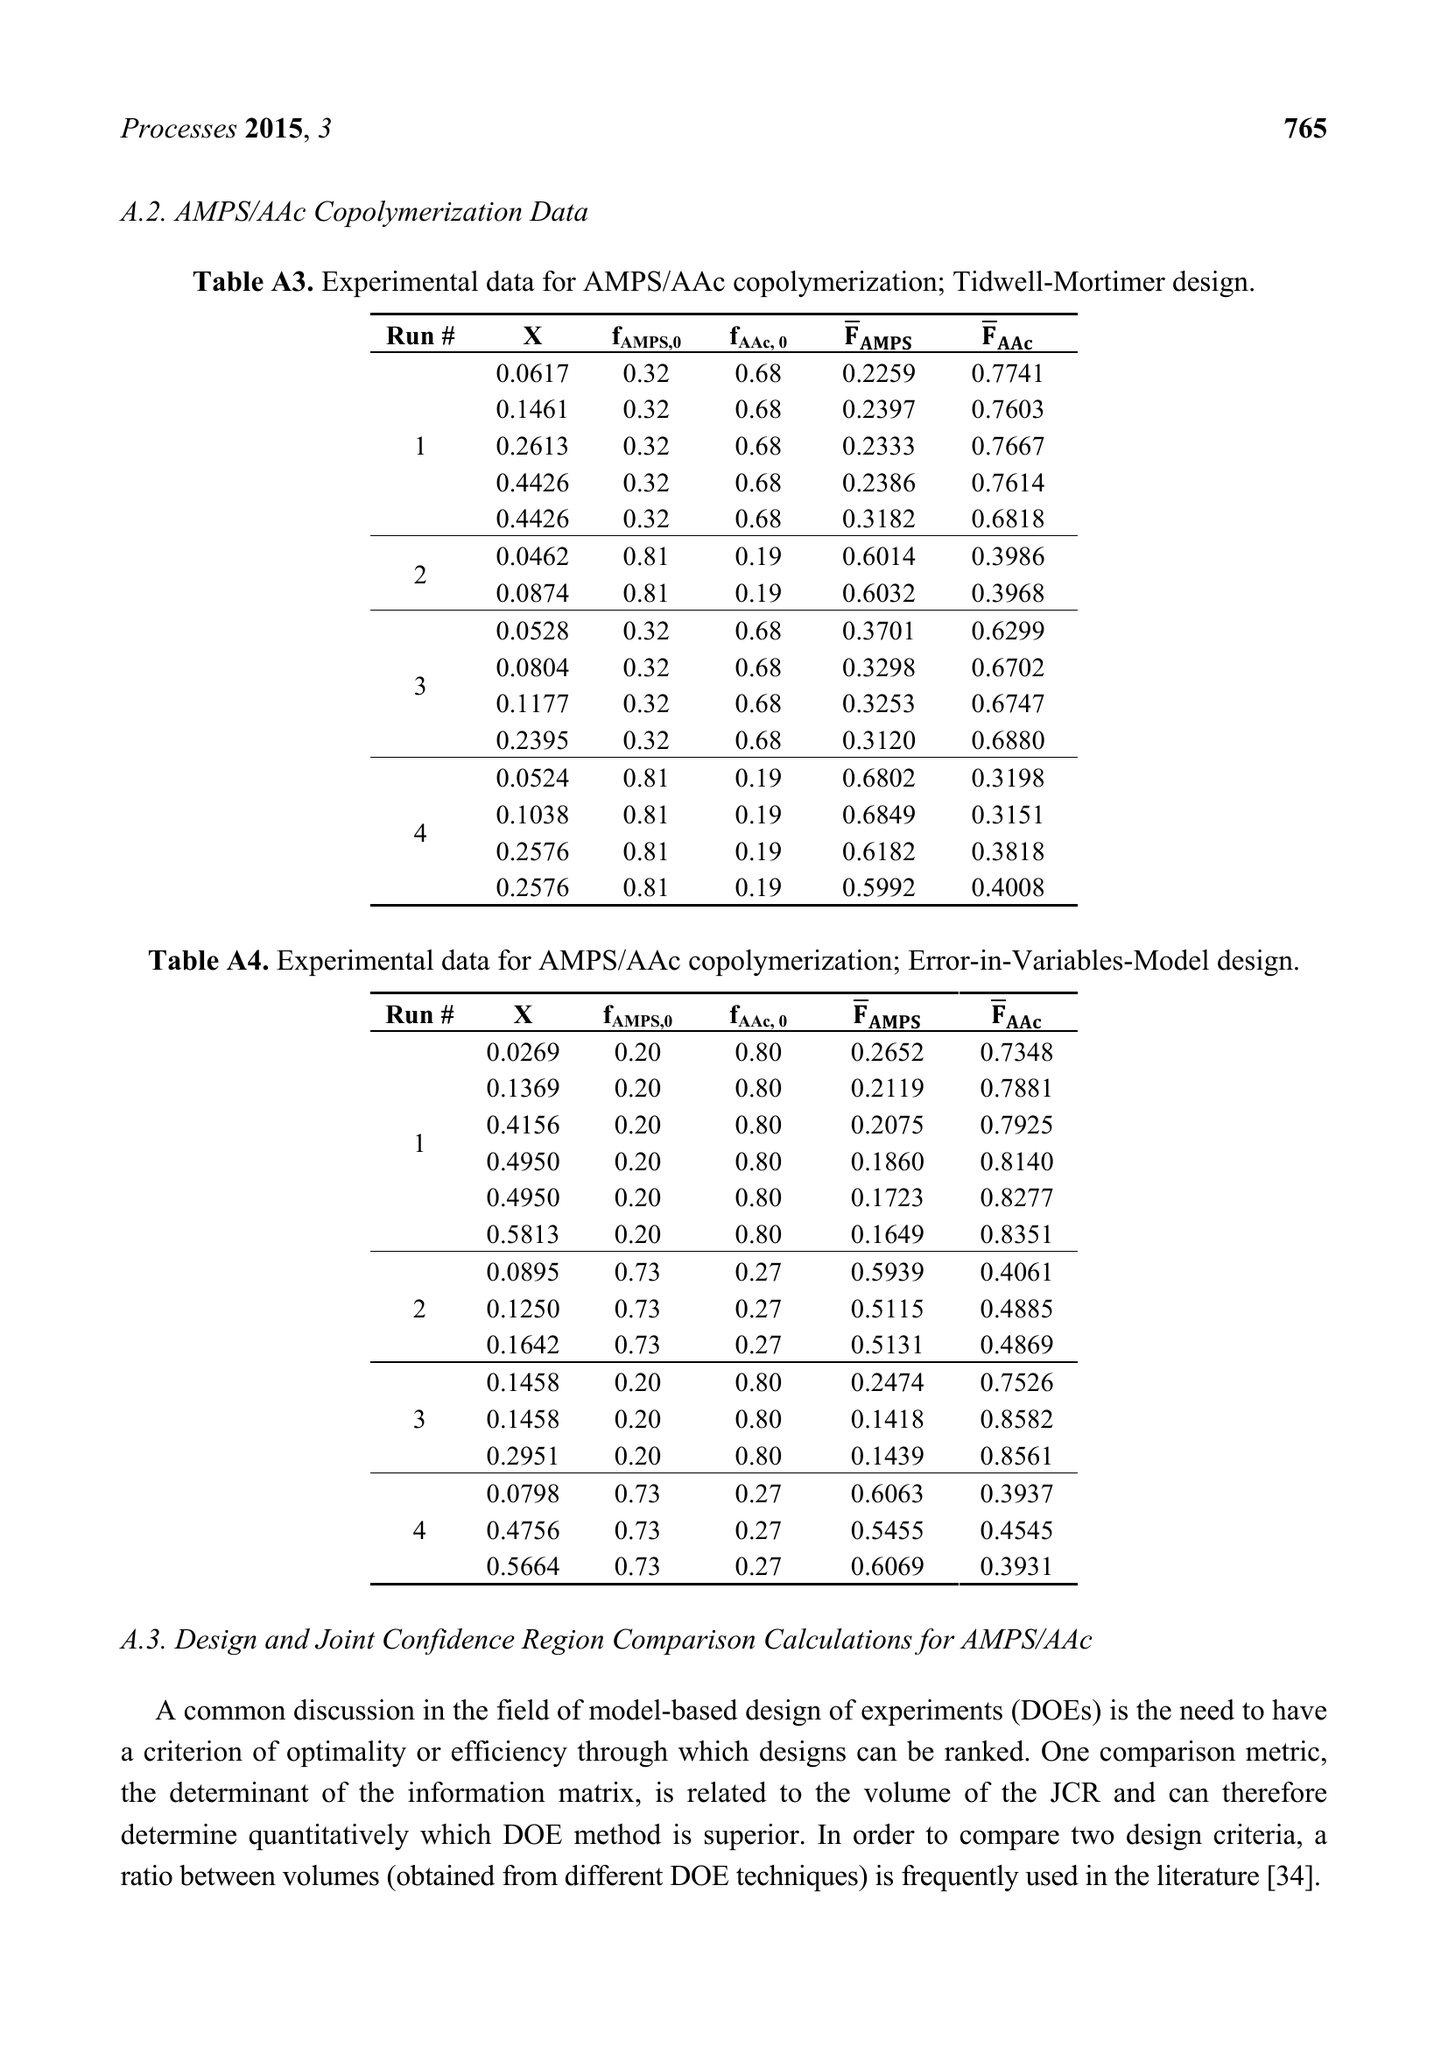 Processes 2015, 3 765
A.2. AMPS/AAc Copolymerization Data
Table A3. Experimental data for AMPS/AAc copolymerization; Tidwell-Mortimer design.
Run # X fAMPS,0 fAAc, 0 F̅AMPS F̅AAc
0.0617 0.32 0.68 0.2259 0.7741
0.1461 0.32 0.68 0.2397 0.7603
1 0.2613 0.32 0.68 0.2333 0.7667
0.4426 0.32 0.68 0.2386 0.7614
0.4426 0.32 0.68 0.3182 0.6818
2
0.0462 0.81 0.19 0.6014 0.3986
0.0874 0.81 0.19 0.6032 0.3968
3
0.0528 0.32 0.68 0.3701 0.6299
0.0804 0.32 0.68 0.3298 0.6702
0.1177 0.32 0.68 0.3253 0.6747
0.2395 0.32 0.68 0.3120 0.6880
4
0.0524 0.81 0.19 0.6802 0.3198
0.1038 0.81 0.19 0.6849 0.3151
0.2576 0.81 0.19 0.6182 0.3818
0.2576 0.81 0.19 0.5992 0.4008
Table A4. Experimental data for AMPS/AAc copolymerization; Error-in-Variables-Model design.
Run # X fAMPS,0 fAAc, 0 F̅AMPS F̅AAc
1
0.0269 0.20 0.80 0.2652 0.7348
0.1369 0.20 0.80 0.2119 0.7881
0.4156 0.20 0.80 0.2075 0.7925
0.4950 0.20 0.80 0.1860 0.8140
0.4950 0.20 0.80 0.1723 0.8277
0.5813 0.20 0.80 0.1649 0.8351
0.0895 0.73 0.27 0.5939 0.4061
2 0.1250 0.73 0.27 0.5115 0.4885
0.1642 0.73 0.27 0.5131 0.4869
0.1458 0.20 0.80 0.2474 0.7526
3 0.1458 0.20 0.80 0.1418 0.8582
0.2951 0.20 0.80 0.1439 0.8561
0.0798 0.73 0.27 0.6063 0.3937
4 0.4756 0.73 0.27 0.5455 0.4545
0.5664 0.73 0.27 0.6069 0.3931
A.3. Design and Joint Confidence Region Comparison Calculations for AMPS/AAc
A common discussion in the field of model-based design of experiments (DOEs) is the need to have
a criterion of optimality or efficiency through which designs can be ranked. One comparison metric,
the determinant of the information matrix, is related to the volume of the JCR and can therefore
determine quantitatively which DOE method is superior. In order to compare two design criteria, a
ratio between volumes (obtained from different DOE techniques) is frequently used in the literature [34].